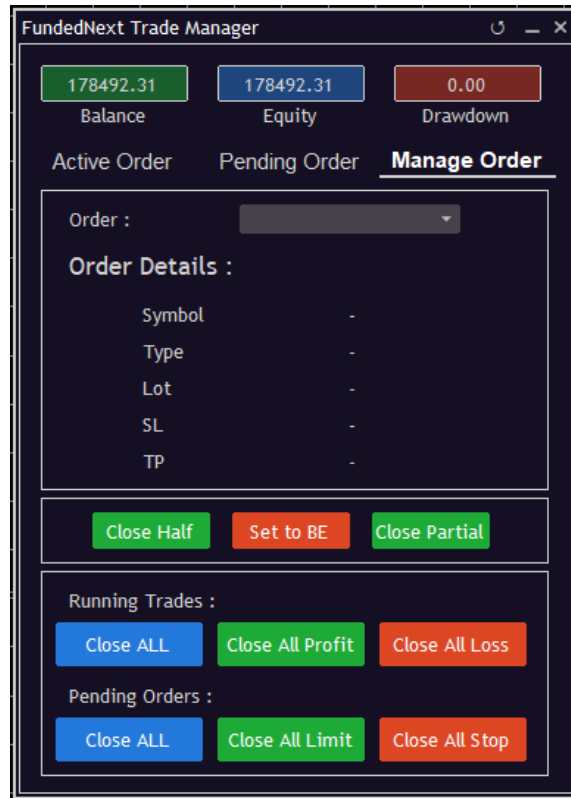 FundedNext Trade Manager
178492.31 178492.31 0.00
Balance Equity Drawdown
Active Order Pending Order Manage Order
Order :
Order Details :
Symbol -
Type -
Lot -
SL -
TP -
Close Half Set to BE Close Partial
Running Trades :
Close ALL Close All Profit Close All Loss
Pending Orders :
Close ALL Close All Limit Close All Stop